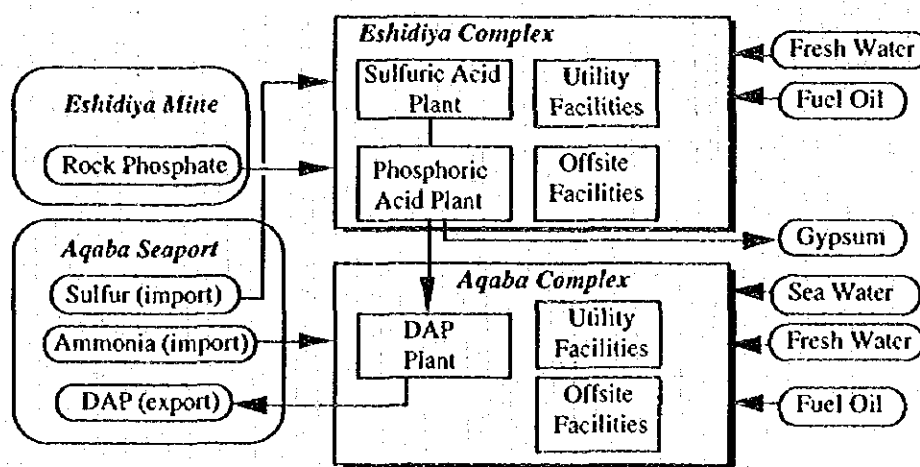 Eshidiya Complex
Sulfuric Acid
Plant
Utility
Facilities
Fresh Water
Fuel Oil
Eshidiya Mine
Rock Phosphate
Phosphoric
Acid Plant
Offsite
Facilities
Gypsum
Aqaba Seaport
Sulfur (import)
Ammonia (import)
DAP (export)
Aqaba Complex
DAP
Plant
Utility
Facilities
Offsite
Facilities
Sea Water
Fresh Water
Fuel Oil